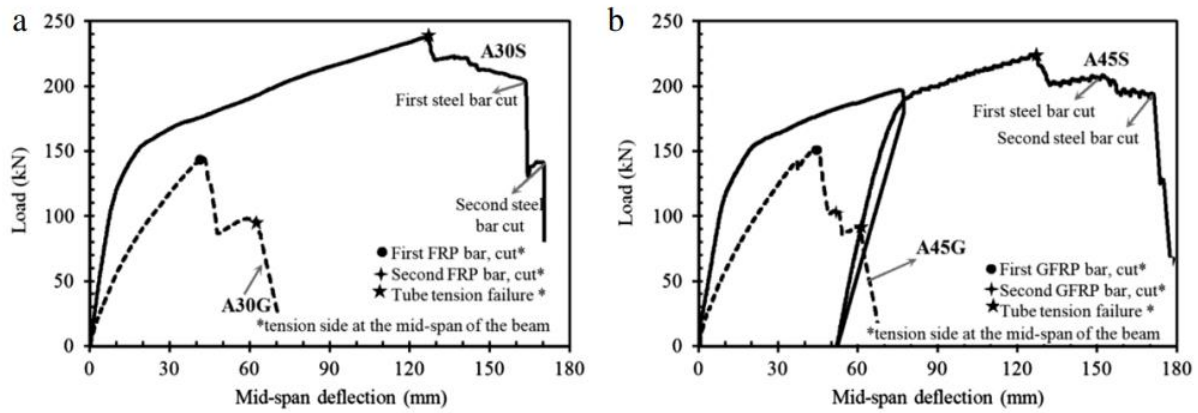 a
250
200
150
100
50
0
Load (kN)
A30S
First steel bar cut
Second steel
bar cut
First FRP bar, cut*
Second FRP bar, cut*
Tube tension failure *
A30G
*tension side at the mid-span of the beam
0 30 60 90 120 150 180
Mid-span deflection (mm)
b
250
200
150
100
50
0
Load (kN)
A45S
First steel bar cut
Second steel bar cut
A45G
First GFRP bar, cut*
Second GFRP bar, cut*
Tube tension failure *
*tension side at the mid-span of the beam
0 30 60 90 120 150 180
Mid-span deflection (mm)